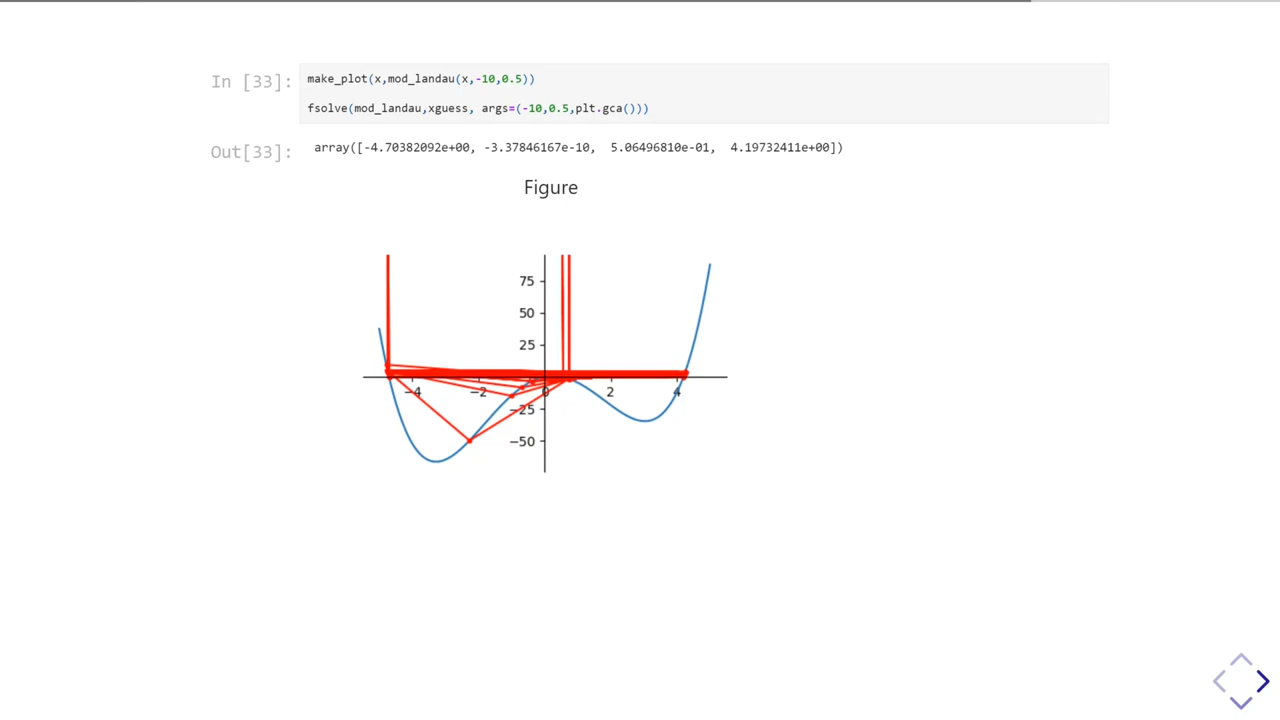 In [33]:
make_plot(x,mod_landau(x,-10,0.5))
fsolve(mod_landau,xguess, args=(-10,0.5,plt.gca()))
Out[33]:
array([-4.70382092e+00, -3.37846167e-10,  5.06496810e-01,  4.19732411e+00])
Figure
75
50
25
−4 −2 0 2 4
−25
−50